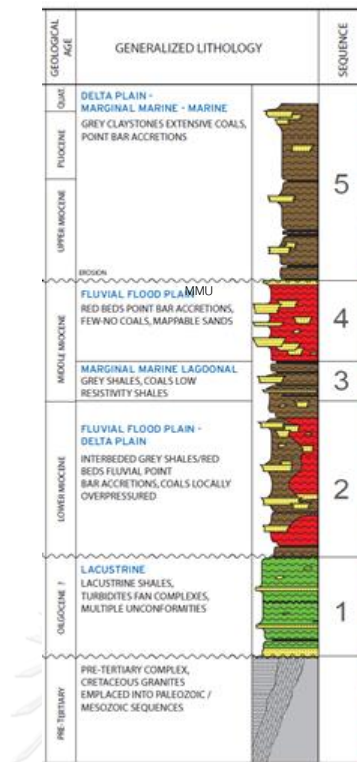 GEOLOGICAL
AGE
GENERALIZED LITHOLOGY
SEQUENCE
QUAT.
DELTA PLAIN -
MARGINAL MARINE - MARINE
GREY CLAYSTONES EXTENSIVE COALS,
POINT BAR ACCRETIONS
PLIOCENE
UPPER MIOCENE
5
EROSION
MMU
FLUVIAL FLOOD PLAIN
RED BEDS POINT BAR ACCRETIONS,
FEW-NO COALS, MAPPABLE SANDS
4
MIDDLE MIOCENE
MARGINAL MARINE LAGOONAL
GREY SHALES, COALS LOW
RESISTIVITY SHALES
3
FLUVIAL FLOOD PLAIN -
DELTA PLAIN
INTERBEDED GREY SHALES/RED
BEDS FLUVIAL POINT
BAR ACCRETIONS, COALS LOCALLY
OVERPRESSURED
LOWER MIOCENE
2
LACUSTRINE
LACUSTRINE SHALES,
TURBIDITES FAN COMPLEXES,
MULTIPLE UNCONFORMITIES
OILGOCENE ?
1
PRE-TERTIARY COMPLEX,
CRETACEOUS GRANITES
EMPLACED INTO PALEOZOIC /
MESOZOIC SEQUENCES
PRE-TERTIARY